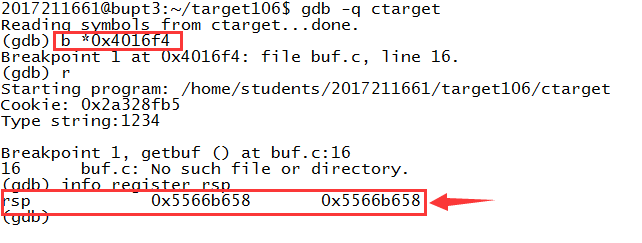 2017211661@bupt3:~/target106$ gdb -q ctarget
Reading symbols from ctarget...done.
(gdb) b *0x4016f4
Breakpoint 1 at 0x4016f4: file buf.c, line 16.
(gdb) r
Starting program: /home/students/2017211661/target106/ctarget
Cookie: 0x2a328fb5
Type string:1234

Breakpoint 1, getbuf () at buf.c:16
16      buf.c: No such file or directory.
(gdb) info register rsp
rsp            0x5566b658       0x5566b658
(gdb)